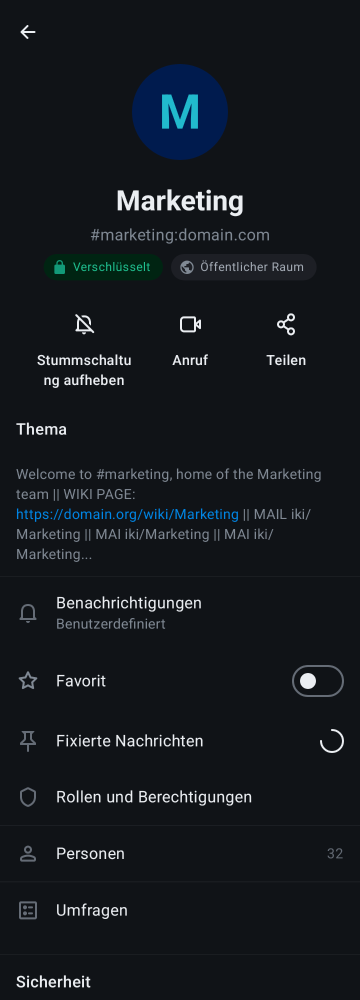 M
Marketing
#marketing:domain.com
Verschlüsselt
Öffentlicher Raum
Stummschaltu
ng aufheben
Anruf
Teilen
Thema
Welcome to #marketing, home of the Marketing
team || WIKI PAGE:
https://domain.org/wiki/Marketing || MAIL iki/
Marketing || MAI iki/Marketing || MAI iki/
Marketing...
Benachrichtigungen
Benutzerdefiniert
Favorit
Fixierte Nachrichten
Rollen und Berechtigungen
Personen
32
Umfragen
Sicherheit